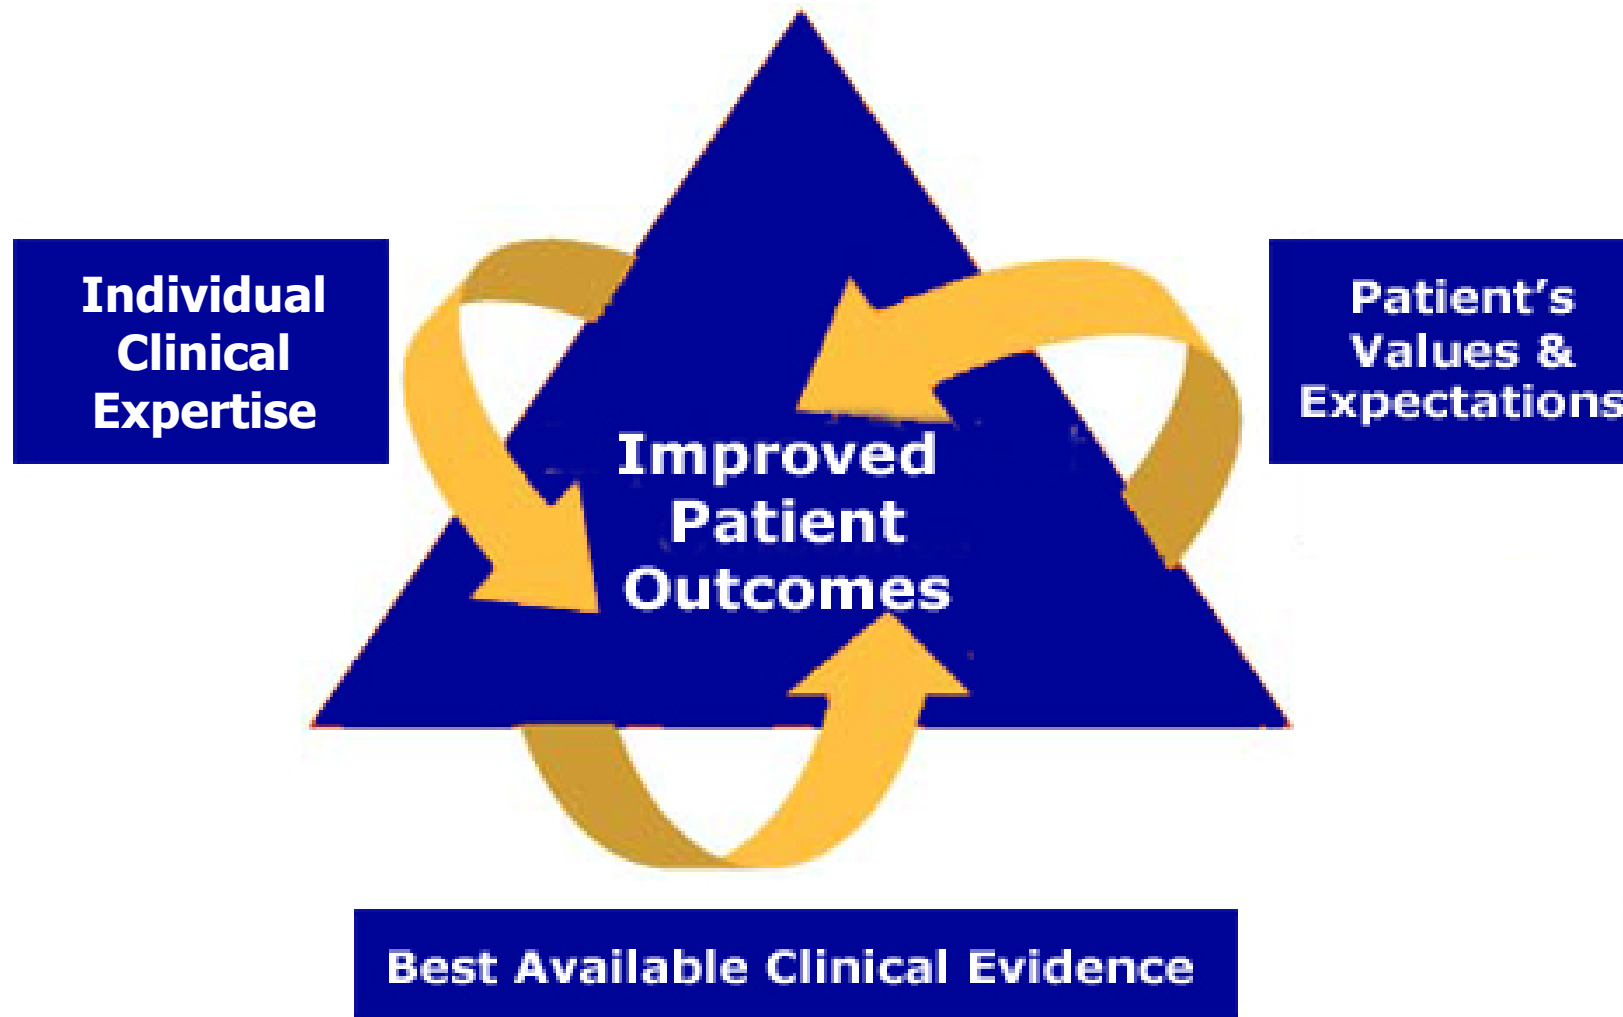 Individual
Clinical
Expertise
Patient’s
Values &
Expectations
Improved
Patient
Outcomes
Best Available Clinical Evidence